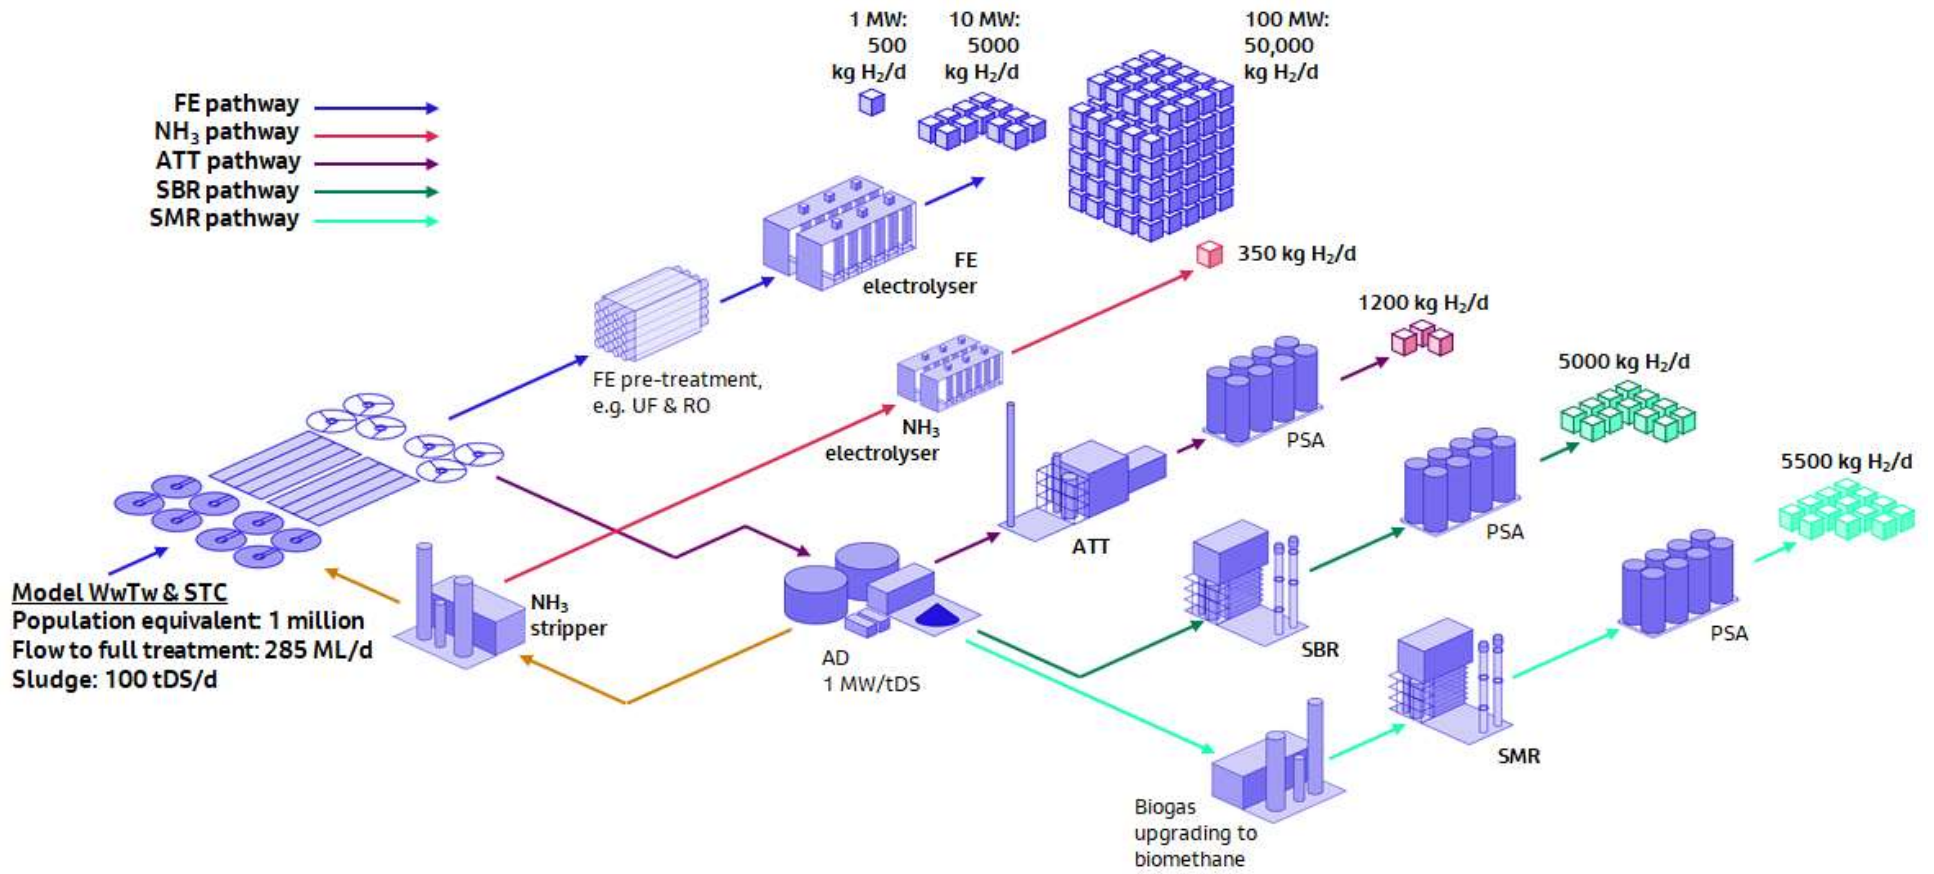 1 MW:
500
kg H₂/d
10 MW:
5000
kg H₂/d
100 MW:
50,000
kg H₂/d
FE pathway
NH₃ pathway
ATT pathway
SBR pathway
SMR pathway
FE
electrolyser
350 kg H₂/d
1200 kg H₂/d
FE pre-treatment,
e.g. UF & RO
5000 kg H₂/d
NH₃
electrolyser
PSA
5500 kg H₂/d
ATT
PSA
Model WwTw & STC
Population equivalent: 1 million
Flow to full treatment: 285 ML/d
Sludge: 100 tDS/d
NH₃
stripper
AD
1 MW/tDS
SBR
PSA
SMR
Biogas
upgrading to
biomethane